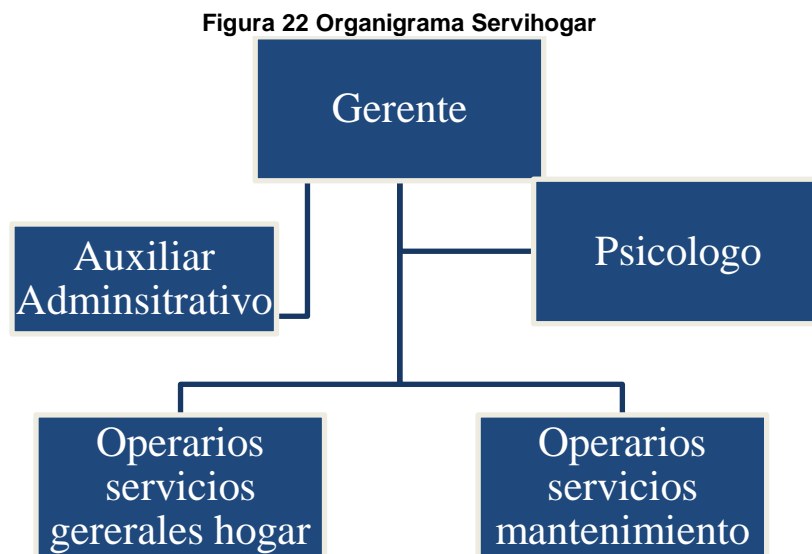 Figura 22 Organigrama Servihogar
Gerente
Auxiliar
Adminsitrativo
Psicologo
Operarios
servicios
gererales hogar
Operarios
servicios
mantenimiento